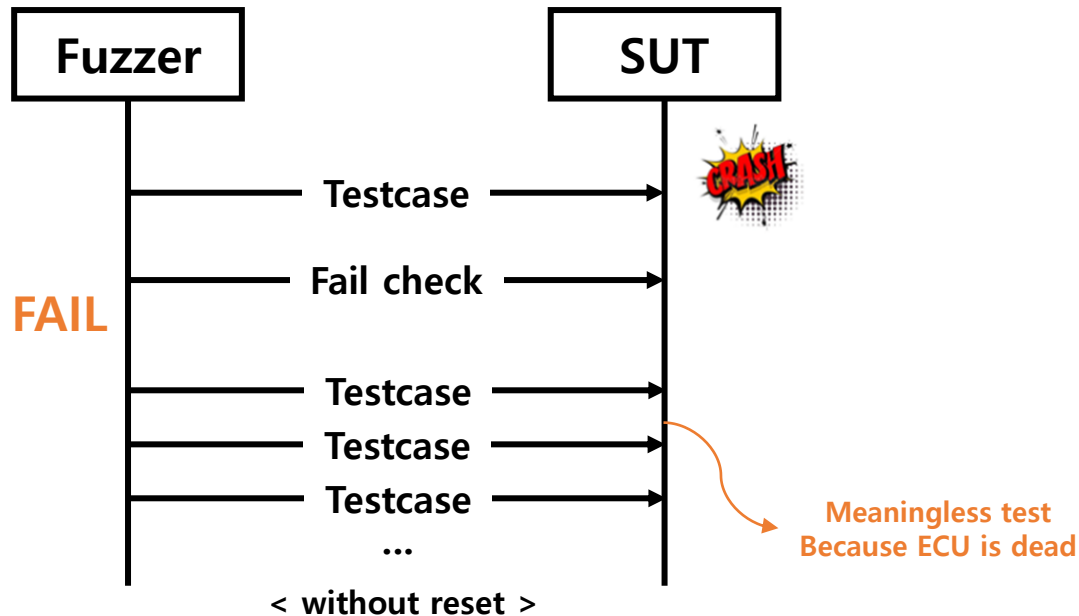 Fuzzer
SUT
CRASH
Testcase
Fail check
FAIL
Testcase
Testcase
Testcase
...
Meaningless test
Because ECU is dead
< without reset >